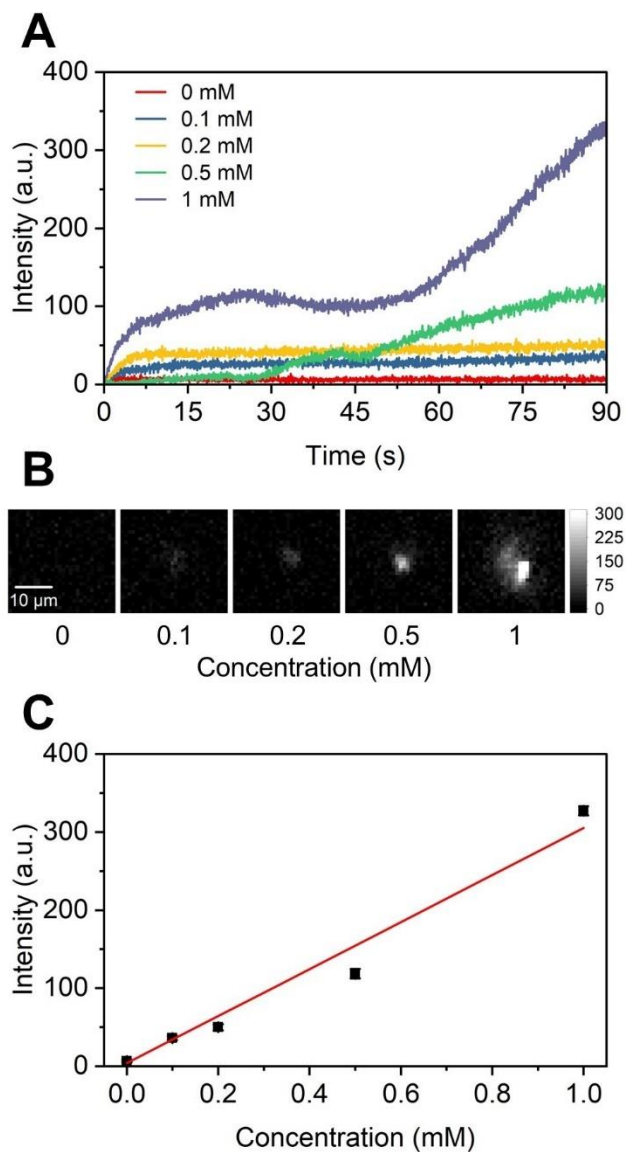 A
400
300
200
100
0
Intensity (a.u.)
0 mM
0.1 mM
0.2 mM
0.5 mM
1 mM
0 15 30 45 60 75 90
Time (s)
B
10 µm
300
225
150
75
0
0 0.1 0.2 0.5 1
Concentration (mM)
C
400
300
200
100
0
Intensity (a.u.)
0.0 0.2 0.4 0.6 0.8 1.0
Concentration (mM)